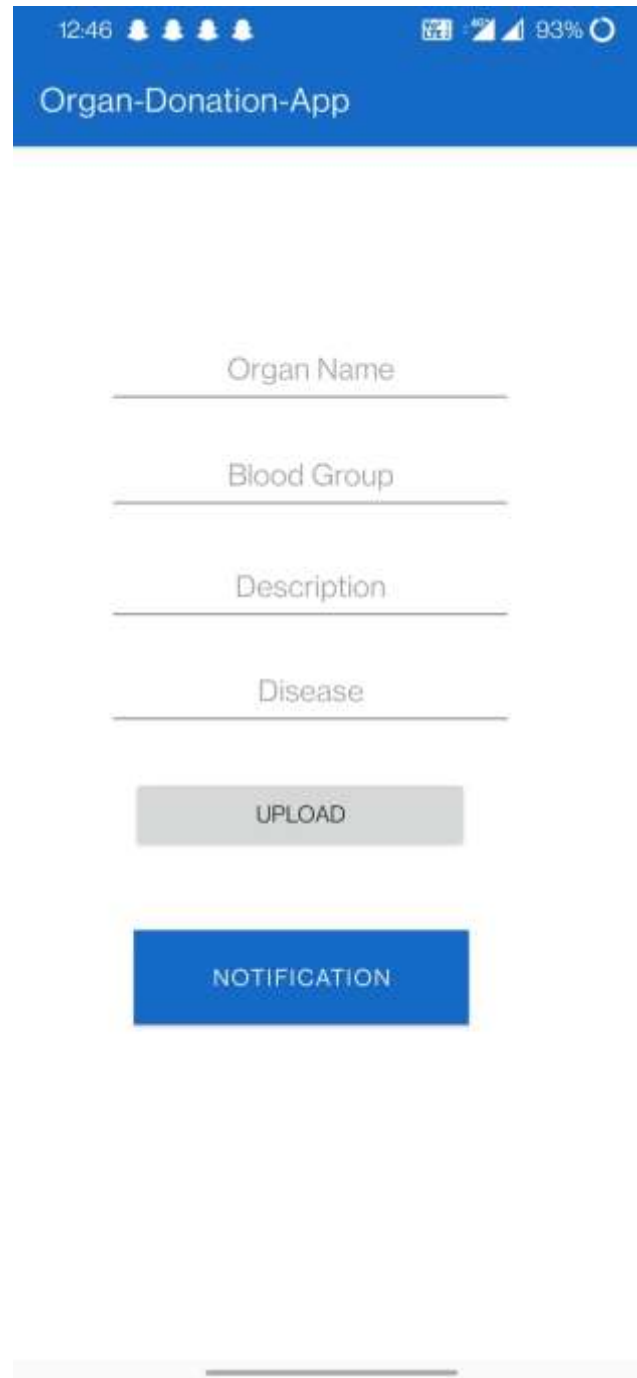 12:46 93%
Organ-Donation-App
Organ Name
Blood Group
Description
Disease
UPLOAD
NOTIFICATION